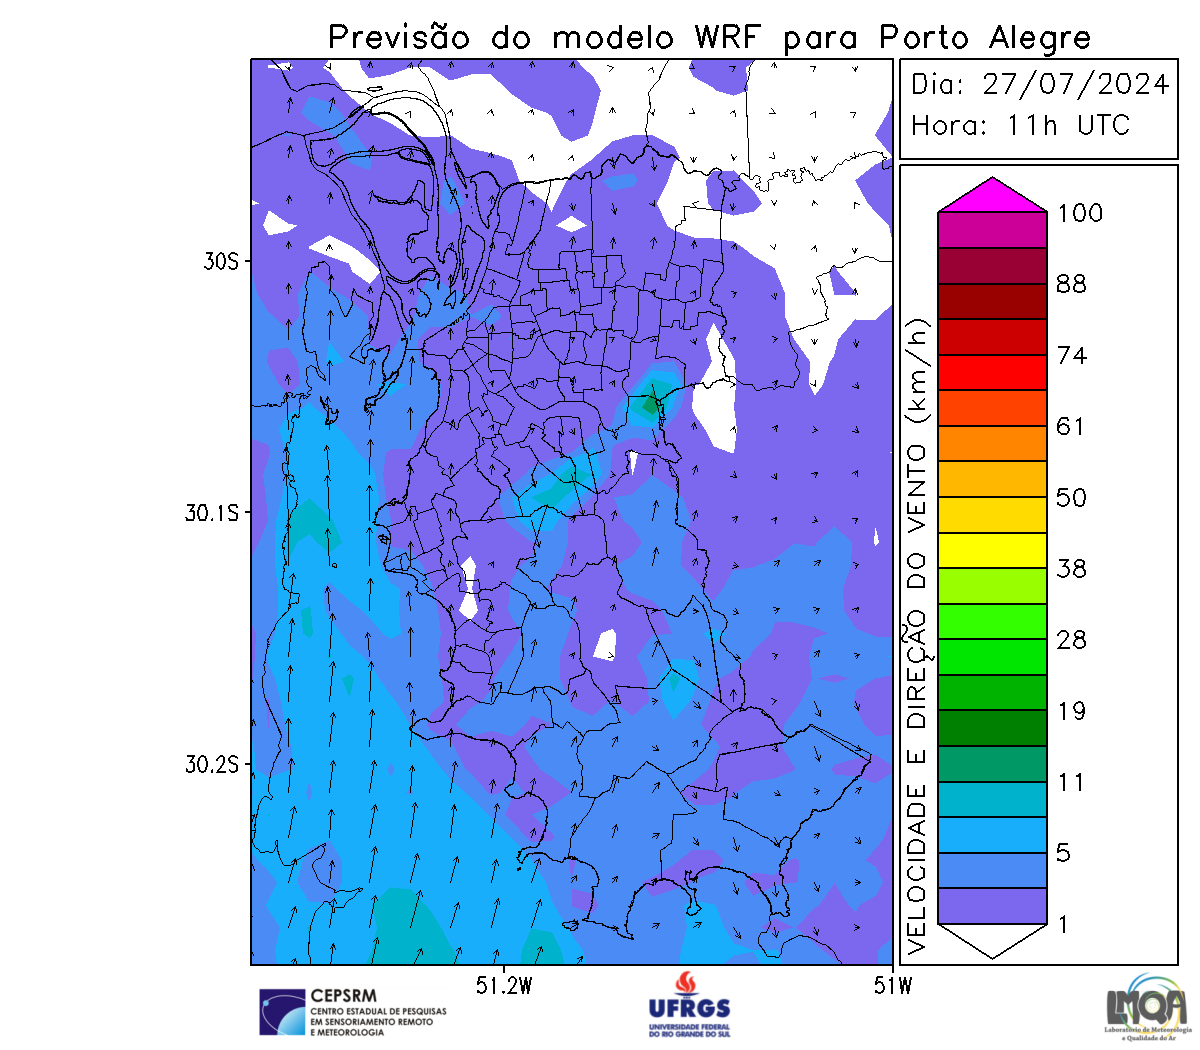 Previsão do modelo WRF para Porto Alegre
Dia: 27/07/2024
Hora: 11h UTC
30S
30.1S
30.2S
51.2W
51W
VELOCIDADE E DIREÇÃO DO VENTO (km/h)
100
88
74
61
50
38
28
19
11
5
1
CEPSRM
CENTRO ESTADUAL DE PESQUISAS
EM SENSORIAMENTO REMOTO
E METEOROLOGIA
UFRGS
UNIVERSIDADE FEDERAL
DO RIO GRANDE DO SUL
LMQA
Laboratório de Meteorologia
e Qualidade do Ar